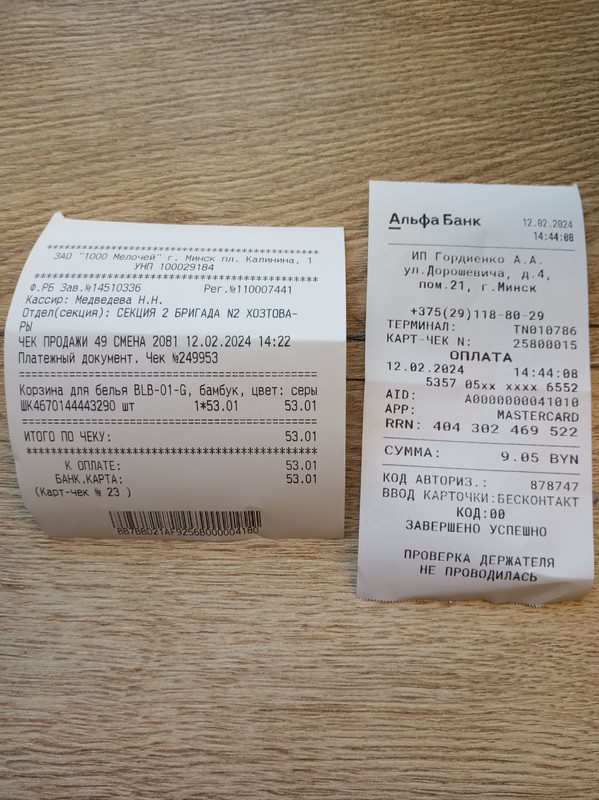 ****************************************
ЗАО "1000 Мелочей" г. Минск пл. Калинина, 1
УНП 100029184
****************************************
Ф.РБ Зав.№14510336 Рег.№110007441
Кассир: Медведева Н.Н.
Отдел(секция): СЕКЦИЯ 2 БРИГАДА N2 ХОЗТОВА-
РЫ
ЧЕК ПРОДАЖИ 49 СМЕНА 2081 12.02.2024 14:22
Платежный документ. Чек №249953
========================================
Корзина для белья BLB-01-G, бамбук, цвет: серы
ШК4670144443290 шт 1*53.01 53.01
========================================
ИТОГО ПО ЧЕКУ: 53.01
****************************************
К ОПЛАТЕ: 53.01
БАНК.КАРТА: 53.01
(Карт-чек № 23 )
Альфа Банк 12.02.2024
14:44:08
ИП Гордиенко А.А.
ул.Дорошевича, д.4,
пом.21, г.Минск
+375(29)118-80-29
ТЕРМИНАЛ: TN010786
КАРТ-ЧЕК N: 25800015
ОПЛАТА
12.02.2024 14:44:08
5357 05xx xxxx 6552
AID: A0000000041010
APP: MASTERCARD
RRN: 404 302 469 522
СУММА: 9.05 BYN
КОД АВТОРИЗ.: 878747
ВВОД КАРТОЧКИ:БЕСКОНТАКТ
КОД:00
ЗАВЕРШЕНО УСПЕШНО
ПРОВЕРКА ДЕРЖАТЕЛЯ
НЕ ПРОВОДИЛАСЬ